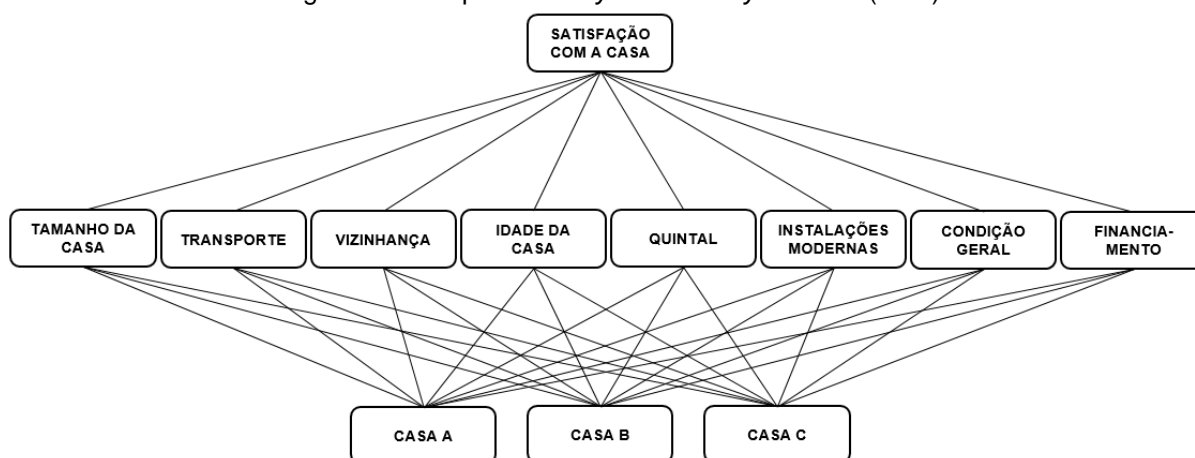 SATISFAÇÃO
COM A CASA
TAMANHO DA
CASA
TRANSPORTE
VIZINHANÇA
IDADE DA
CASA
QUINTAL
INSTALAÇÕES
MODERNAS
CONDIÇÃO
GERAL
FINANCIA-
MENTO
CASA A
CASA B
CASA C